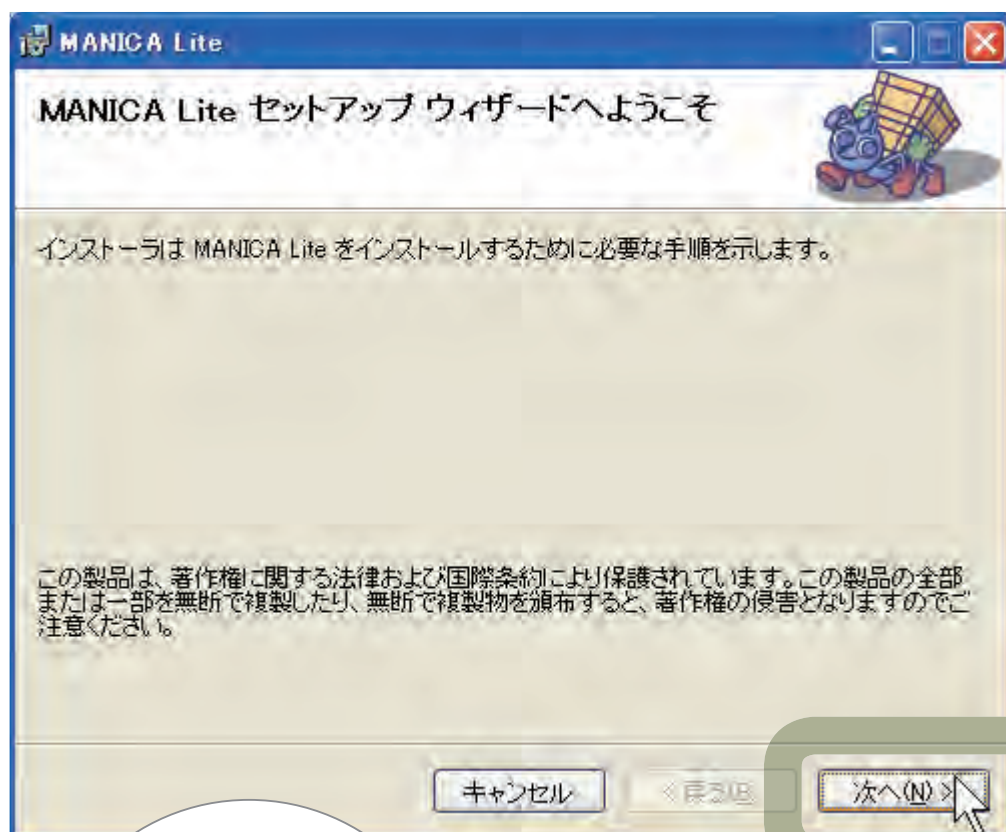 MANICA Lite
MANICA Lite セットアップ ウィザードへようこそ
インストーラは MANICA Lite をインストールするために必要な手順を示します。
この製品は、著作権に関する法律および国際条約により保護されています。この製品の全部
または一部を無断で複製したり、無断で複製物を頒布すると、著作権の侵害となりますのでご
注意ください。
キャンセル < 戻る(B) 次へ(N) >